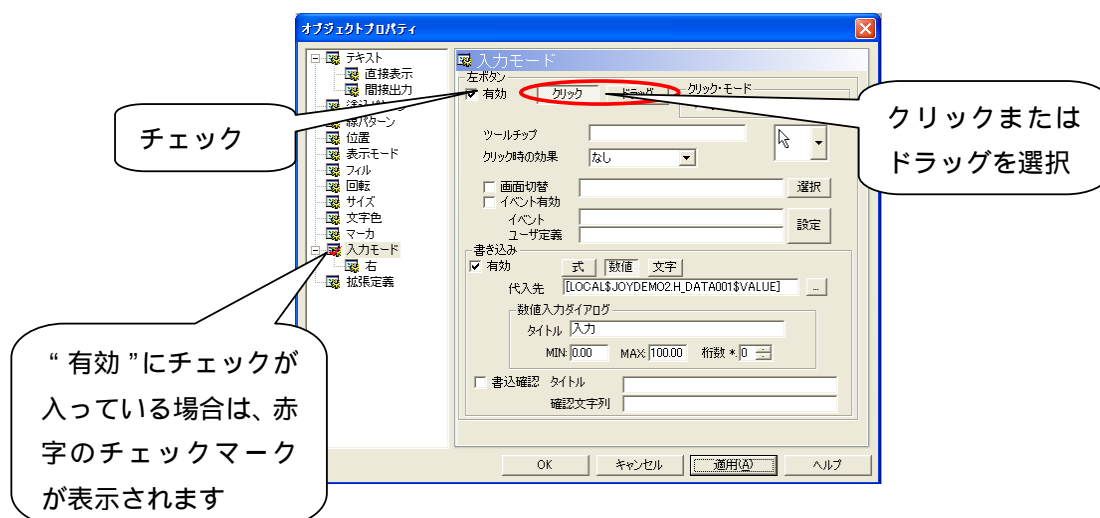 オブジェクトプロパティ
テキスト
直接表示
間接出力
線パターン
位置
表示モード
フィル
回転
サイズ
文字色
マーカ
入力モード
右
拡張定義
入力モード
左ボタン
有効
クリック
ドラッグ
クリック・モード
ツールチップ
クリック時の効果
なし
画面切替
選択
イベント有効
イベント
ユーザ定義
設定
書き込み
有効
式
数値
文字
代入先
[LOCAL$JOYDEMO2.H_DATA001$VALUE]
...
数値入力ダイアログ
タイトル
入力
MIN: 0.00
MAX: 100.00
桁数 *. 0
書込確認
タイトル
確認文字列
OK
キャンセル
適用(A)
ヘルプ
チェック
クリックまたは
ドラッグを選択
“有効”にチェックが
入っている場合は、赤
字のチェックマーク
が表示されます